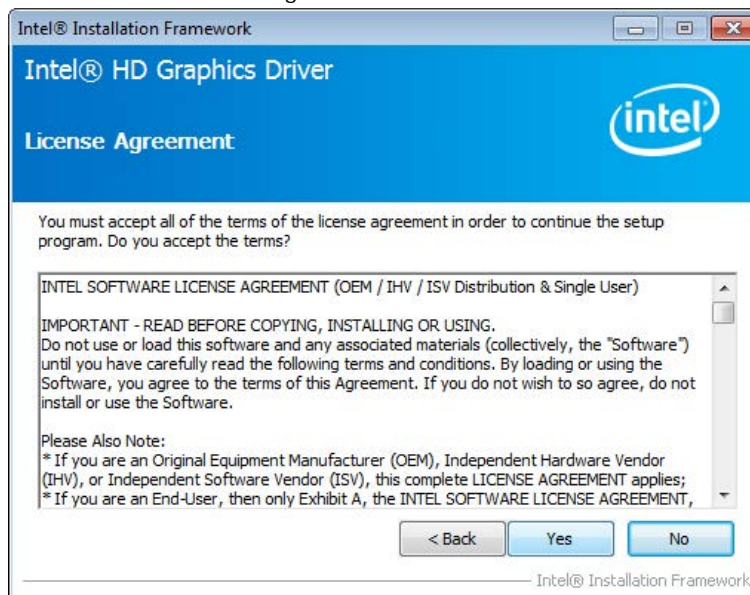 Intel® Installation Framework
Intel® HD Graphics Driver
intel
License Agreement
You must accept all of the terms of the license agreement in order to continue the setup
program. Do you accept the terms?
INTEL SOFTWARE LICENSE AGREEMENT (OEM / IHV / ISV Distribution & Single User)
IMPORTANT - READ BEFORE COPYING, INSTALLING OR USING.
Do not use or load this software and any associated materials (collectively, the "Software")
until you have carefully read the following terms and conditions. By loading or using the
Software, you agree to the terms of this Agreement. If you do not wish to so agree, do not
install or use the Software.
Please Also Note:
* If you are an Original Equipment Manufacturer (OEM), Independent Hardware Vendor
(IHV), or Independent Software Vendor (ISV), this complete LICENSE AGREEMENT applies;
* If you are an End-User, then only Exhibit A, the INTEL SOFTWARE LICENSE AGREEMENT,
< Back Yes No
Intel® Installation Framework